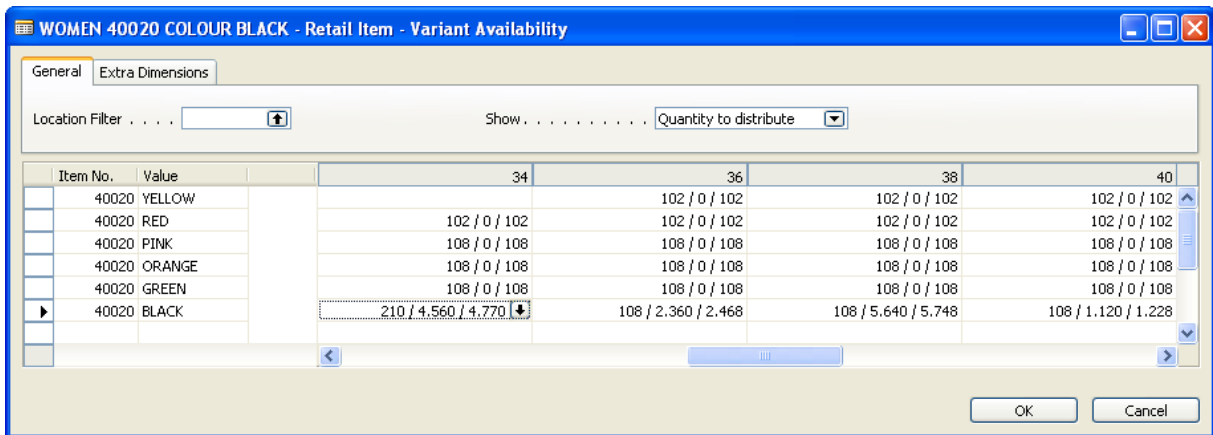 WOMEN 40020 COLOUR BLACK - Retail Item - Variant Availability
General Extra Dimensions
Location Filter . . . . Show . . . . . . . . . . Quantity to distribute
Item No. Value 34 36 38 40
40020 YELLOW 102 / 0 / 102 102 / 0 / 102 102 / 0 / 102
40020 RED 102 / 0 / 102 102 / 0 / 102 102 / 0 / 102 102 / 0 / 102
40020 PINK 108 / 0 / 108 108 / 0 / 108 108 / 0 / 108 108 / 0 / 108
40020 ORANGE 108 / 0 / 108 108 / 0 / 108 108 / 0 / 108 108 / 0 / 108
40020 GREEN 108 / 0 / 108 108 / 0 / 108 108 / 0 / 108 108 / 0 / 108
40020 BLACK 210 / 4.560 / 4.770 108 / 2.360 / 2.468 108 / 5.640 / 5.748 108 / 1.120 / 1.228
OK Cancel